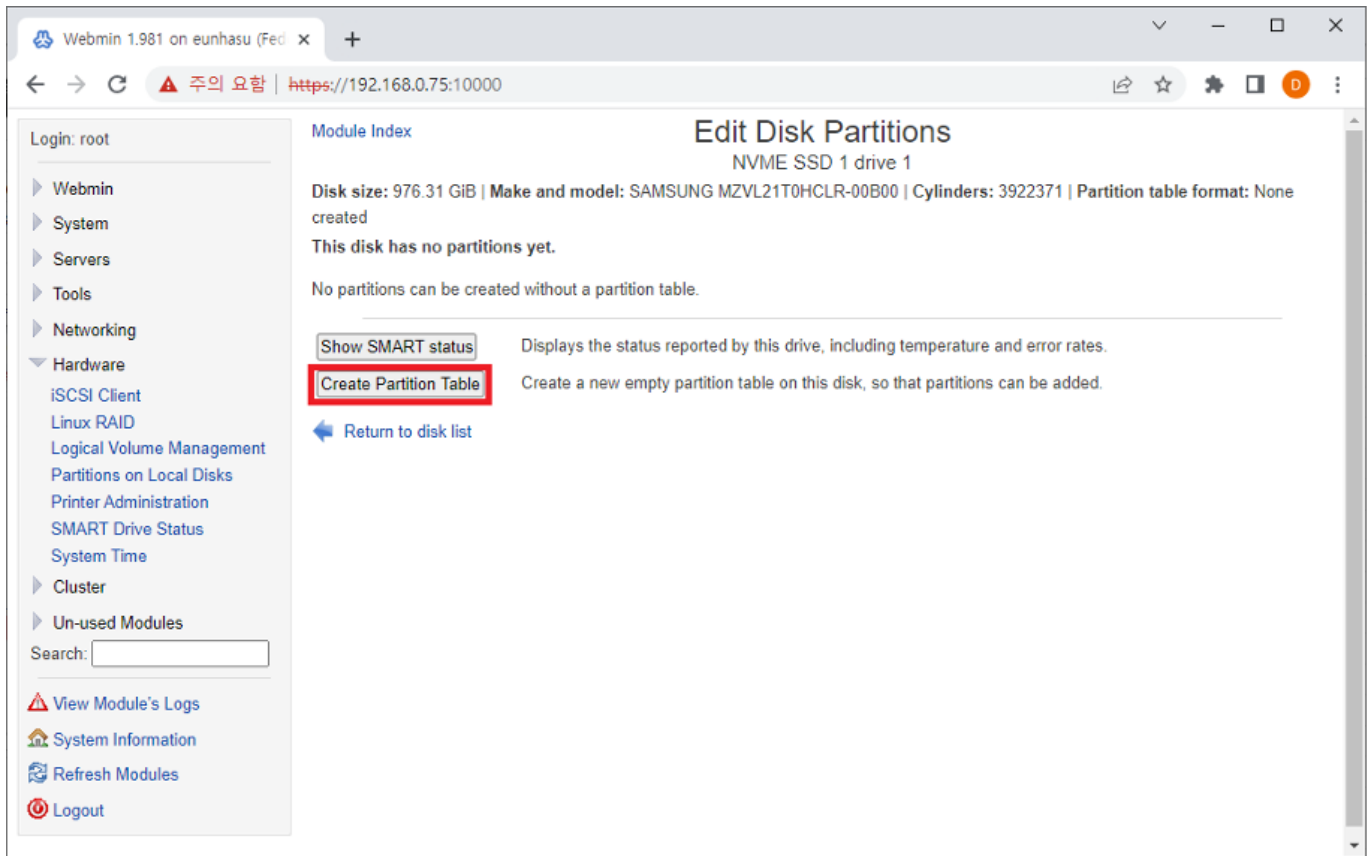 Webmin 1.981 on eunhasu (Fed
주의 요함
https://192.168.0.75:10000
D
Login: root
Webmin
System
Servers
Tools
Networking
Hardware
iSCSI Client
Linux RAID
Logical Volume Management
Partitions on Local Disks
Printer Administration
SMART Drive Status
System Time
Cluster
Un-used Modules
Search:
View Module's Logs
System Information
Refresh Modules
Logout
Module Index
Edit Disk Partitions
NVME SSD 1 drive 1
Disk size: 976.31 GiB | Make and model: SAMSUNG MZVL21T0HCLR-00B00 | Cylinders: 3922371 | Partition table format: None
created
This disk has no partitions yet.
No partitions can be created without a partition table.
Show SMART status Displays the status reported by this drive, including temperature and error rates.
Create Partition Table Create a new empty partition table on this disk, so that partitions can be added.
Return to disk list